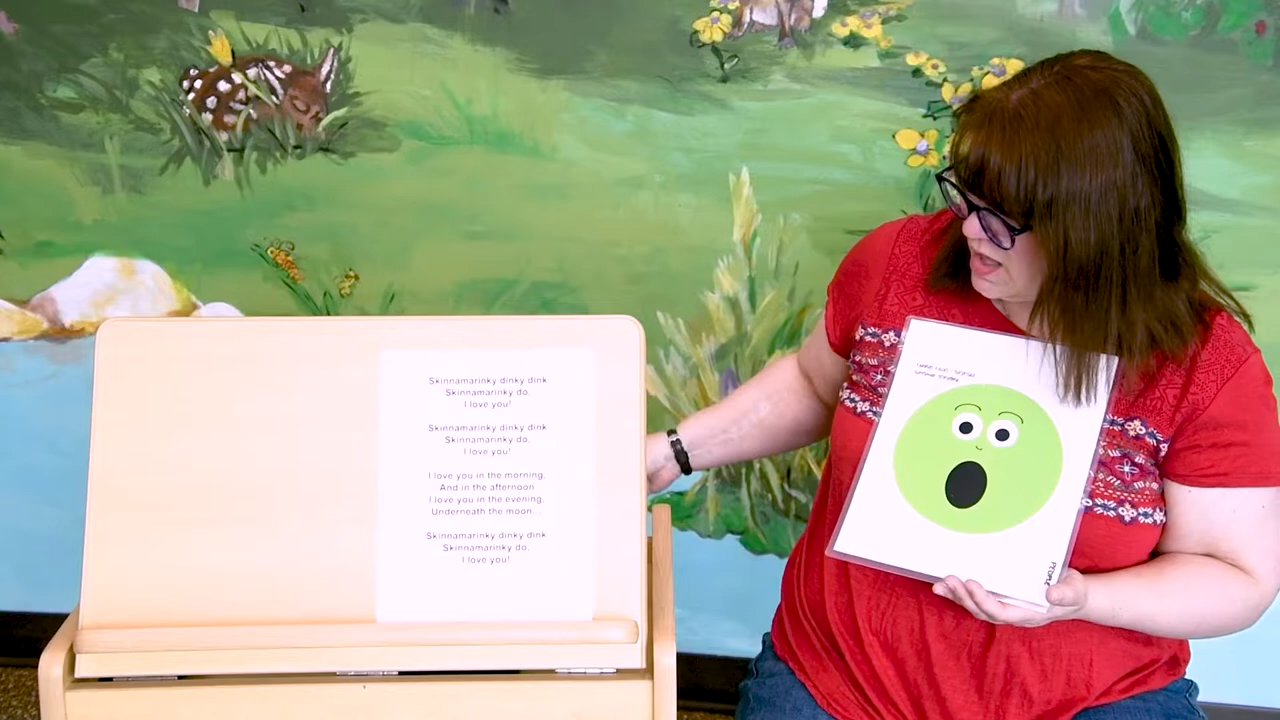 Skinnamarinky dinky dink
Skinnamarinky do,
I love you!
Skinnamarinky dinky dink
Skinnamarinky do,
I love you!
I love you in the morning,
And in the afternoon
I love you in the evening,
Underneath the moon...
Skinnamarinky dinky dink
Skinnamarinky do,
I love you!
PEOPLE